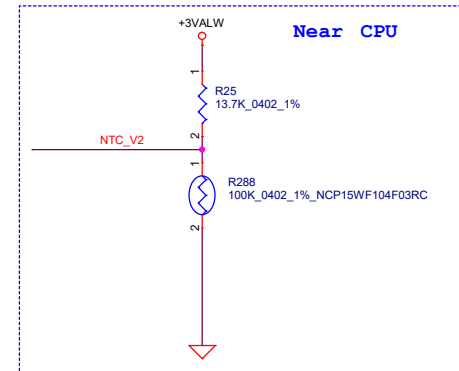 +3VALW
Near CPU
1
R25
13.7K_0402_1%
2
NTC_V2
1
R288
100K_0402_1%_NCP15WF104F03RC
2